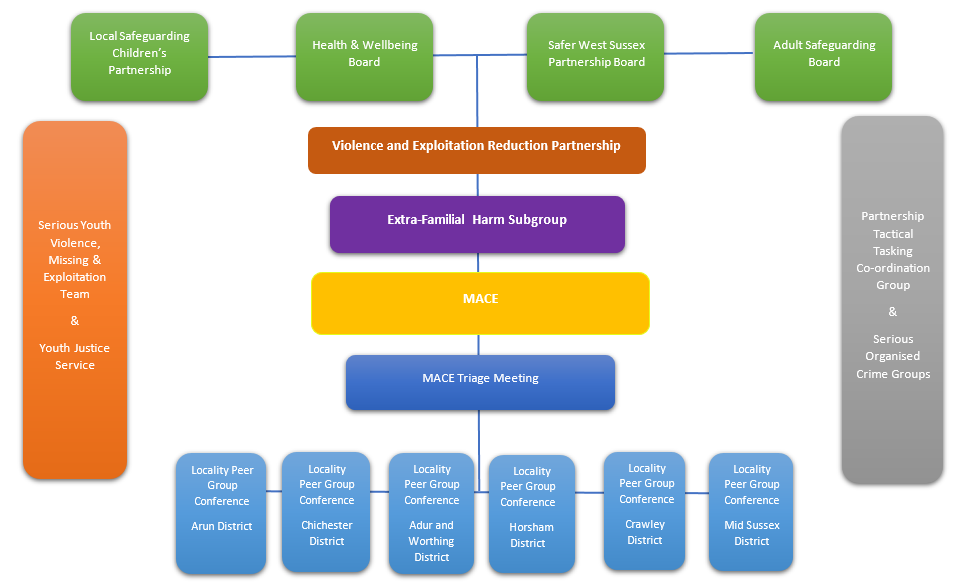 Local Safeguarding
Children's
Partnership
Health & Wellbeing
Board
Safer West Sussex
Partnership Board
Adult Safeguarding
Board
Violence and Exploitation Reduction Partnership
Extra-Familial Harm Subgroup
MACE
MACE Triage Meeting
Serious Youth
Violence,
Missing &
Exploitation
Team
&
Youth Justice
Service
Partnership
Tactical
Tasking
Co-ordination
Group
&
Serious
Organised
Crime Groups
Locality Peer
Group
Conference
Arun District
Locality
Peer Group
Conference
Chichester
District
Locality
Peer Group
Conference
Adur and
Worthing
District
Locality
Peer Group
Conference
Horsham
District
Locality
Peer Group
Conference
Crawley
District
Locality
Peer Group
Conference
Mid Sussex
District